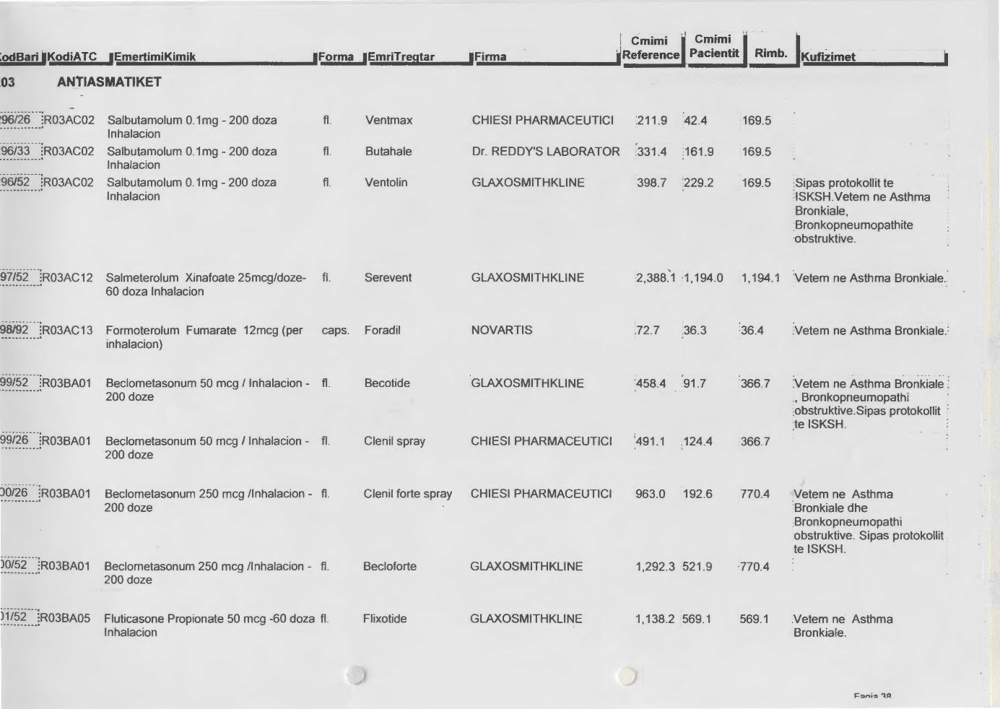 KodiATC EmertimiKimik Forma EmriTregtar Firma Cmimi Reference Cmimi Pacientit Rimb. Kufizimet
03 ANTIASMATIKET
96/26 R03AC02 Salbutamolum 0.1mg - 200 doza fl. Ventmax CHIESI PHARMACEUTICI 211.9 42.4 169.5
Inhalacion
96/33 R03AC02 Salbutamolum 0.1mg - 200 doza fl. Butahale Dr. REDDY'S LABORATOR 331.4 161.9 169.5
Inhalacion
96/52 R03AC02 Salbutamolum 0.1mg - 200 doza fl. Ventolin GLAXOSMITHKLINE 398.7 229.2 169.5 Sipas protokollit te
Inhalacion ISKSH.Vetem ne Asthma
Bronkiale,
Bronkopneumopathite
obstruktive.
97/52 R03AC12 Salmeterolum Xinafoate 25mcg/doze- fl. Serevent GLAXOSMITHKLINE 2,388.1 1,194.0 1,194.1 Vetem ne Asthma Bronkiale.
60 doza Inhalacion
98/92 R03AC13 Formoterolum Fumarate 12mcg (per caps. Foradil NOVARTIS 72.7 36.3 36.4 Vetem ne Asthma Bronkiale.
inhalacion)
99/52 R03BA01 Beclometasonum 50 mcg / Inhalacion - fl. Becotide GLAXOSMITHKLINE 458.4 91.7 366.7 Vetem ne Asthma Bronkiale
200 doze , Bronkopneumopathi
obstruktive.Sipas protokollit
te ISKSH.
99/26 R03BA01 Beclometasonum 50 mcg / Inhalacion - fl. Clenil spray CHIESI PHARMACEUTICI 491.1 124.4 366.7
200 doze
00/26 R03BA01 Beclometasonum 250 mcg /Inhalacion - fl. Clenil forte spray CHIESI PHARMACEUTICI 963.0 192.6 770.4 Vetem ne Asthma
200 doze Bronkiale dhe
Bronkopneumopathi
obstruktive. Sipas protokollit
te ISKSH.
00/52 R03BA01 Beclometasonum 250 mcg /Inhalacion - fl. Becloforte GLAXOSMITHKLINE 1,292.3 521.9 770.4
200 doze
01/52 R03BA05 Fluticasone Propionate 50 mcg -60 doza fl. Flixotide GLAXOSMITHKLINE 1,138.2 569.1 569.1 Vetem ne Asthma
Inhalacion Bronkiale.
Faqja 38